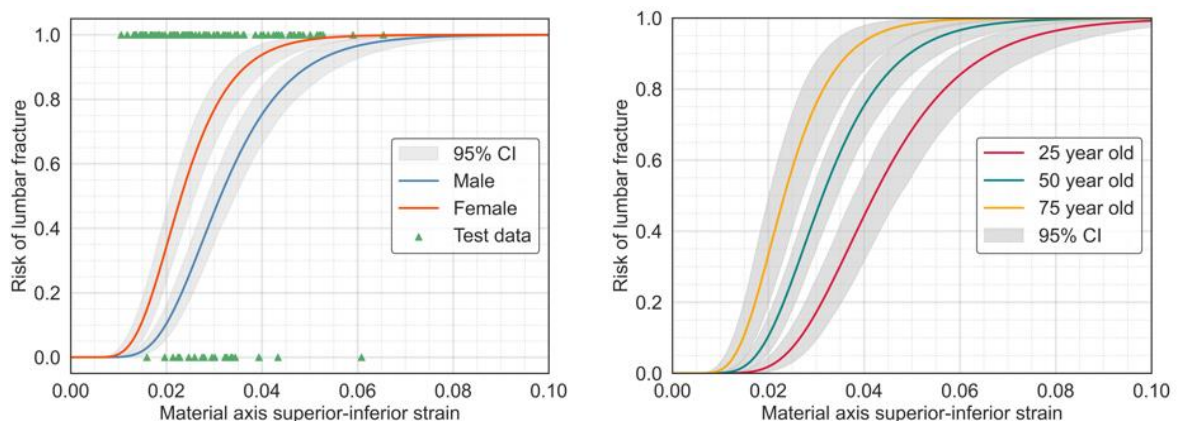 Risk of lumbar fracture
1.0
0.8
0.6
0.4
0.2
0.0
95% CI
Male
Female
Test data
0.00 0.02 0.04 0.06 0.08 0.10
Material axis superior-inferior strain
Risk of lumbar fracture
1.0
0.8
0.6
0.4
0.2
0.0
25 year old
50 year old
75 year old
95% CI
0.00 0.02 0.04 0.06 0.08 0.10
Material axis superior-inferior strain